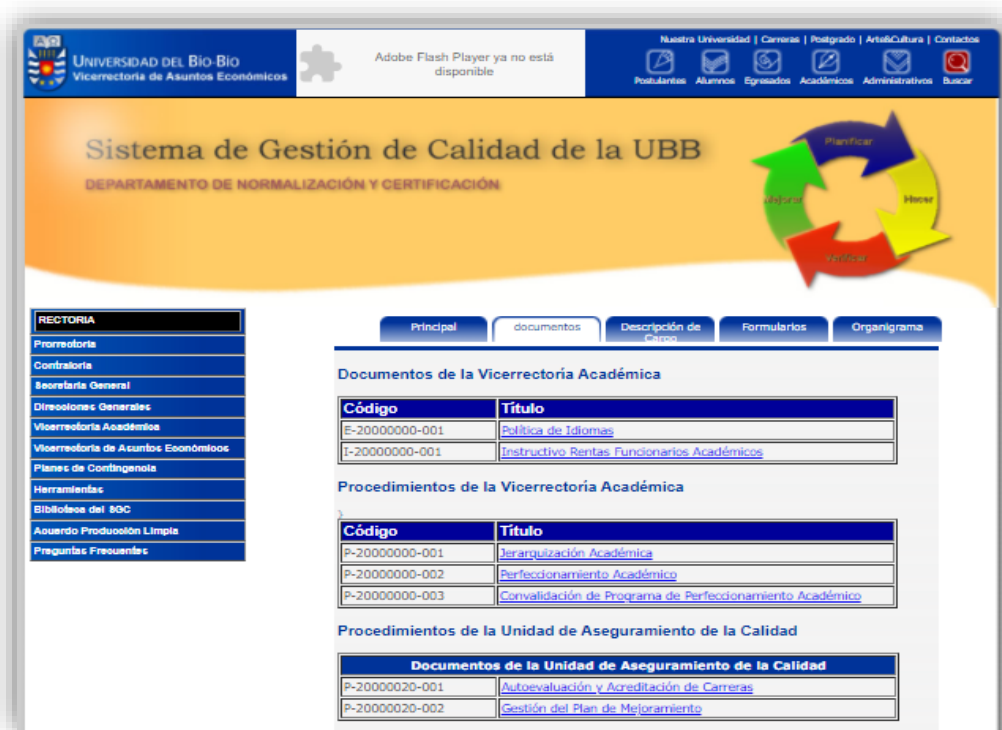 UNIVERSIDAD DEL BIO-BIO
Vicerrectoría de Asuntos Económicos
Adobe Flash Player ya no está
disponible
Nuestra Universidad | Carreras | Postgrado | Arte&Cultura | Contactos
Postulantes Alumnos Egresados Académicos Administrativos Buscar
Sistema de Gestión de Calidad de la UBB
DEPARTAMENTO DE NORMALIZACIÓN Y CERTIFICACIÓN
Planificar
Hacer
Verificar
Mejorar
RECTORIA
Prorrectoria
Contraloria
Secretaria General
Direcciones Generales
Vicerrectoría Académica
Vicerrectoria de Asuntos Económicos
Planes de Contingencia
Herramientas
Biblioteca del SGC
Acuerdo Producción Limpia
Preguntas Frecuentes
Principal
documentos
Descripción de
Cargo
Formularios
Organigrama
Documentos de la Vicerrectoría Académica
Código Título
E-20000000-001 Política de Idiomas
I-20000000-001 Instructivo Rentas Funcionarios Académicos
Procedimientos de la Vicerrectoría Académica
}
Código Título
P-20000000-001 Jerarquización Académica
P-20000000-002 Perfeccionamiento Académico
P-20000000-003 Convalidación de Programa de Perfeccionamiento Académico
Procedimientos de la Unidad de Aseguramiento de la Calidad
Documentos de la Unidad de Aseguramiento de la Calidad
P-20000020-001 Autoevaluación y Acreditación de Carreras
P-20000020-002 Gestión del Plan de Mejoramiento